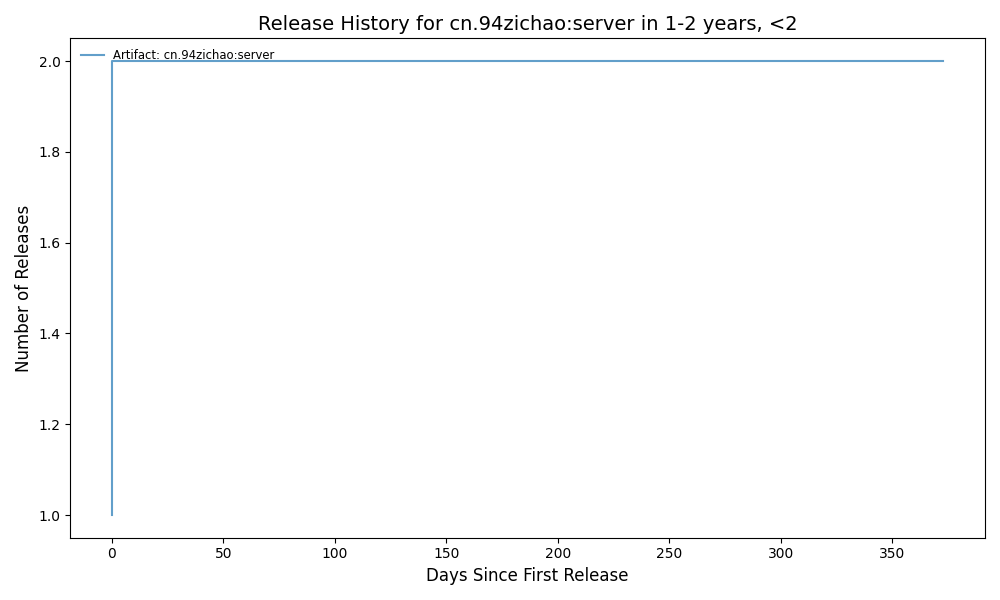 Release History for cn.94zichao:server in 1-2 years, <2
Artifact: cn.94zichao:server
Number of Releases
2.0
1.8
1.6
1.4
1.2
1.0
0 50 100 150 200 250 300 350
Days Since First Release